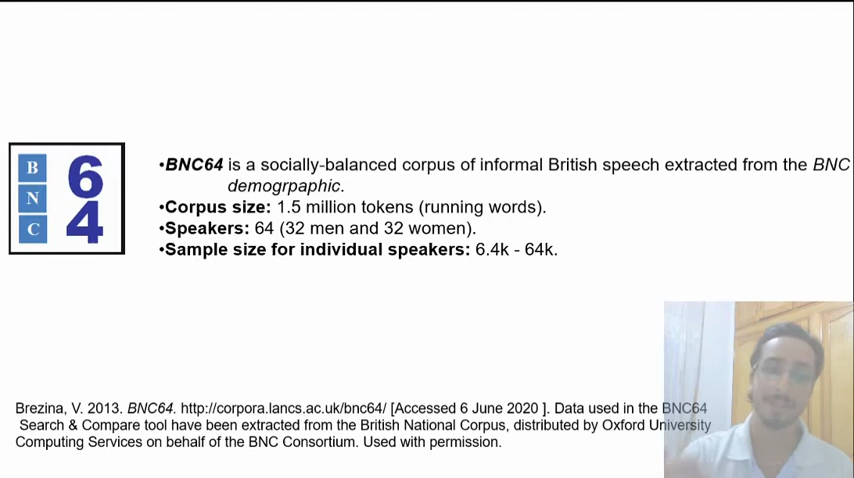 B
N
C
64
•BNC64 is a socially-balanced corpus of informal British speech extracted from the BNC
demogrpaphic.
•Corpus size: 1.5 million tokens (running words).
•Speakers: 64 (32 men and 32 women).
•Sample size for individual speakers: 6.4k - 64k.
Brezina, V. 2013. BNC64. http://corpora.lancs.ac.uk/bnc64/ [Accessed 6 June 2020 ]. Data used in the BNC64
Search & Compare tool have been extracted from the British National Corpus, distributed by Oxford University
Computing Services on behalf of the BNC Consortium. Used with permission.